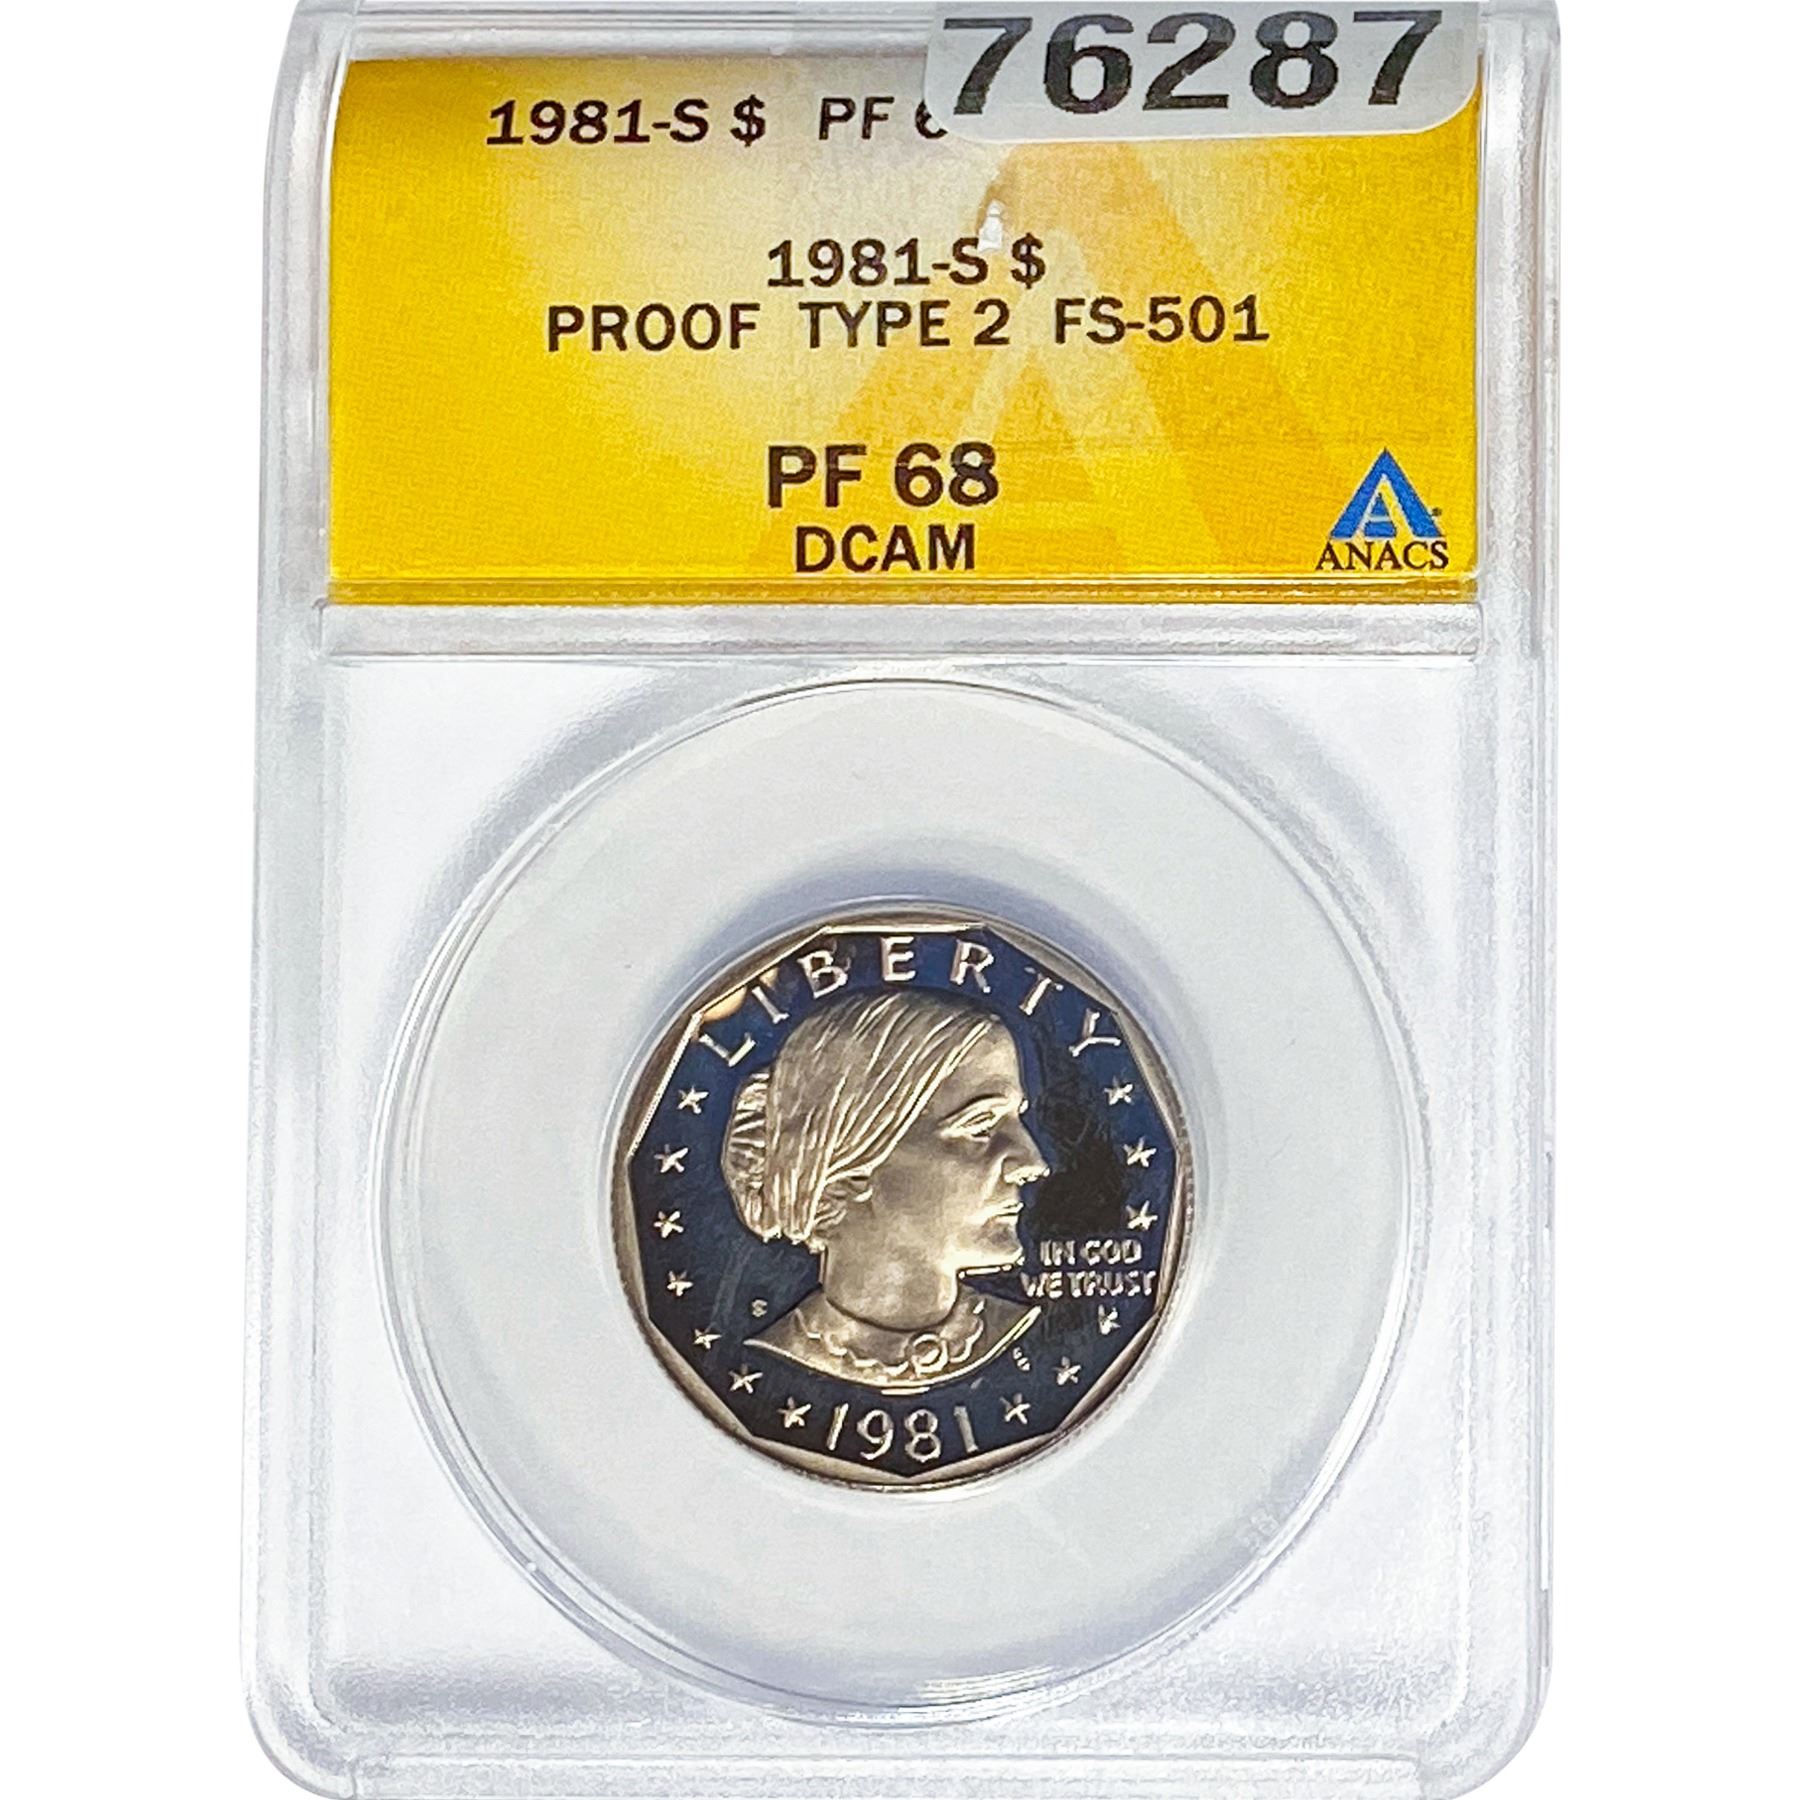 76287
1981-S $ PF 6
1981-S $
PROOF TYPE 2 FS-501
PF 68
DCAM
ANACS
LIBERTY
IN GOD
WE TRUST
S
1981